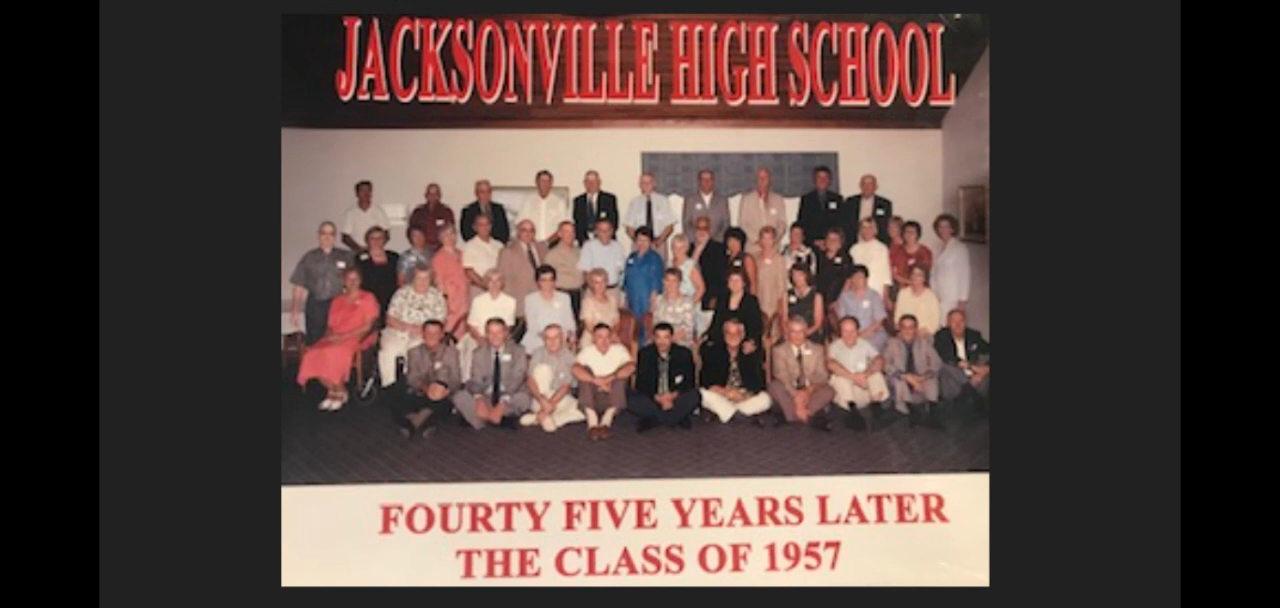 JACKSONVILLE HIGH SCHOOL
FOURTY FIVE YEARS LATER
THE CLASS OF 1957